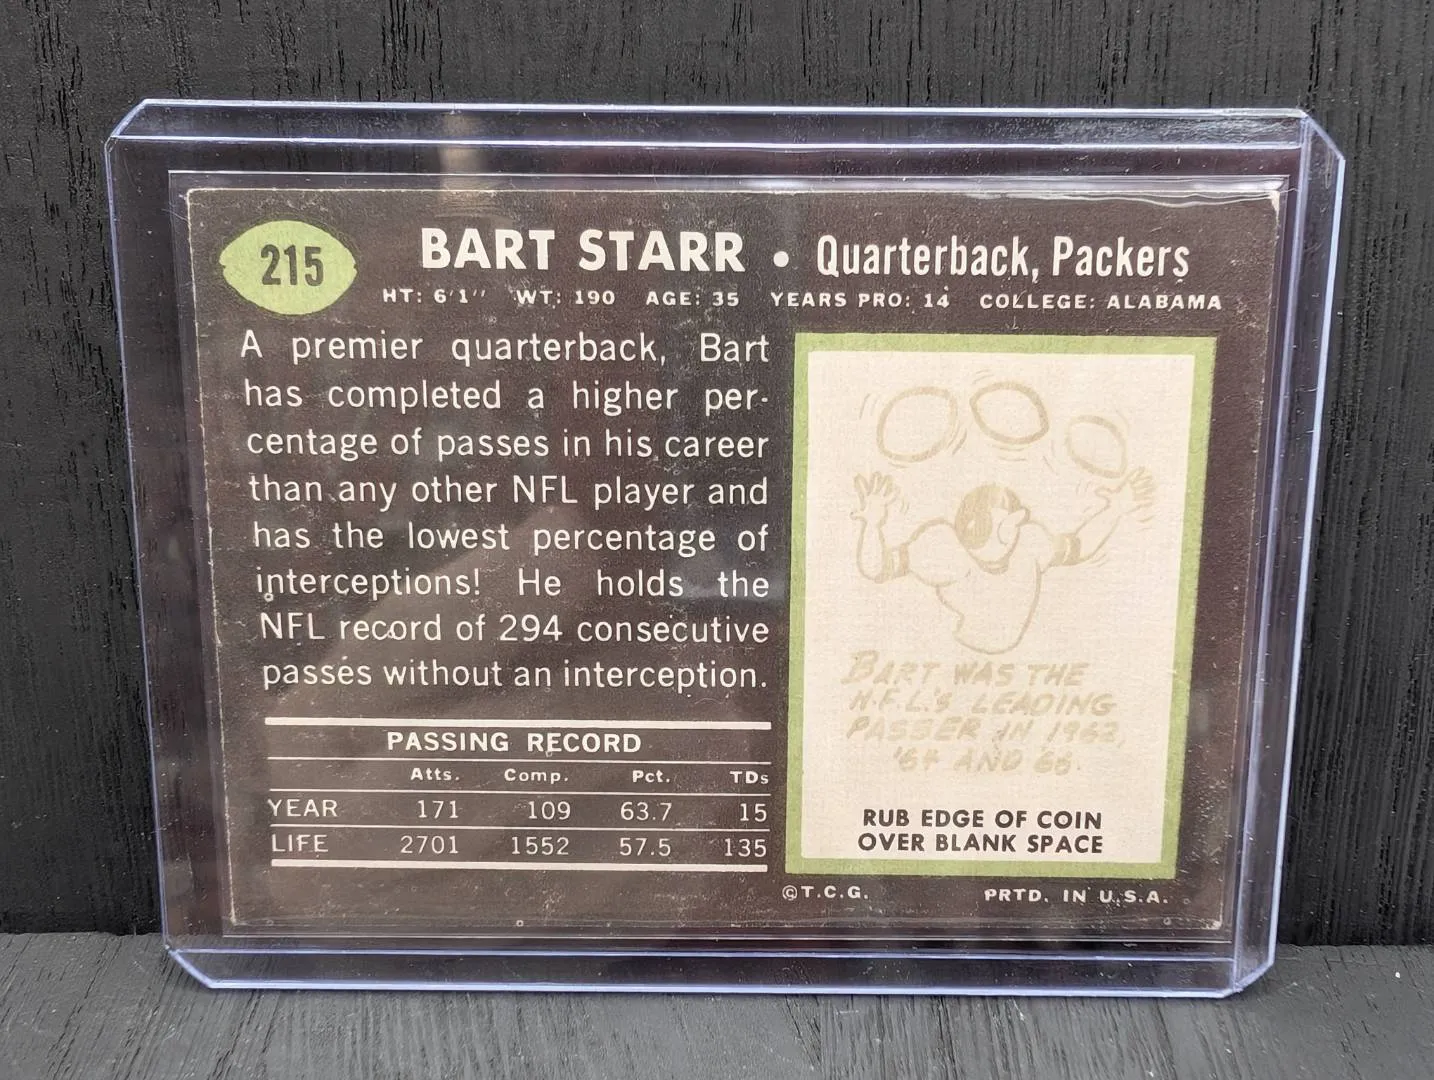 215
BART STARR • Quarterback, Packers
HT: 6'1" WT: 190 AGE: 35 YEARS PRO: 14 COLLEGE: ALABAMA
A premier quarterback, Bart
has completed a higher per-
centage of passes in his career
than any other NFL player and
has the lowest percentage of
interceptions! He holds the
NFL record of 294 consecutive
passes without an interception.
PASSING RECORD
Atts. Comp. Pct. TDs
YEAR 171 109 63.7 15
LIFE 2701 1552 57.5 135
BART WAS THE
N.F.L.'S LEADING
PASSER IN 1962,
'64 AND 66.
RUB EDGE OF COIN
OVER BLANK SPACE
©T.C.G. PRTD. IN U.S.A.